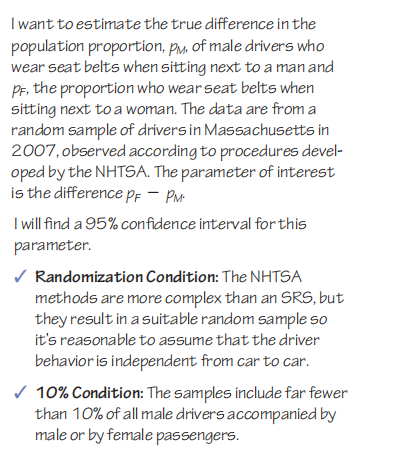 I want to estimate the true difference in the
population proportion, pM, of male drivers who
wear seat belts when sitting next to a man and
pF, the proportion who wear seat belts when
sitting next to a woman. The data are from a
random sample of drivers in Massachusetts in
2007, observed according to procedures devel-
oped by the NHTSA. The parameter of interest
is the difference pF − pM.
I will find a 95% confidence interval for this
parameter.
✓ Randomization Condition: The NHTSA
methods are more complex than an SRS, but
they result in a suitable random sample so
it's reasonable to assume that the driver
behavior is independent from car to car.
✓ 10% Condition: The samples include far fewer
than 10% of all male drivers accompanied by
male or by female passengers.